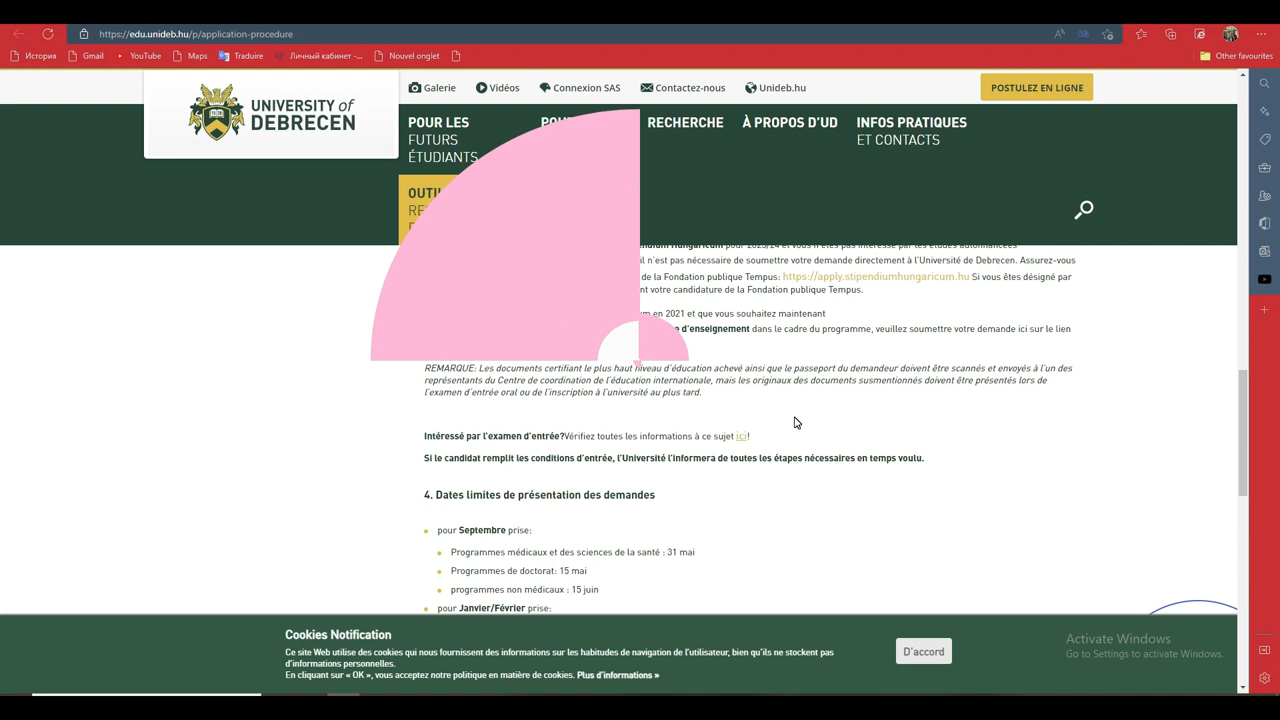 https://edu.unideb.hu/p/application-procedure
История Gmail YouTube Maps Traduire Личный кабинет -... Nouvel onglet Other favourites
Galerie Vidéos Connexion SAS Contactez-nous Unideb.hu POSTULEZ EN LIGNE
UNIVERSITY of
DEBRECEN
POUR LES
FUTURS
ÉTUDIANTS
RECHERCHE
À PROPOS D'UD
INFOS PRATIQUES
ET CONTACTS
pour 2023/24 et vous n'êtes pas intéressé par les études autofinancées
il n'est pas nécessaire de soumettre votre demande directement à l'Université de Debrecen. Assurez-vous
de la Fondation publique Tempus: https://apply.stipendiumhungaricum.hu Si vous êtes désigné par
nt votre candidature de la Fondation publique Tempus.
m en 2021 et que vous souhaitez maintenant
e d'enseignement dans le cadre du programme, veuillez soumettre votre demande ici sur le lien
REMARQUE: Les documents certifiant le plus haut niveau d'éducation achevé ainsi que le passeport du demandeur doivent être scannés et envoyés à l'un des
représentants du Centre de coordination de l'éducation internationale, mais les originaux des documents susmentionnés doivent être présentés lors de
l'examen d'entrée oral ou de l'inscription à l'université au plus tard.
Intéressé par l'examen d'entrée?Vérifiez toutes les informations à ce sujet ici!
Si le candidat remplit les conditions d'entrée, l'Université l'informera de toutes les étapes nécessaires en temps voulu.
4. Dates limites de présentation des demandes
pour Septembre prise:
Programmes médicaux et des sciences de la santé : 31 mai
Programmes de doctorat: 15 mai
programmes non médicaux : 15 juin
pour Janvier/Février prise:
Cookies Notification
Ce site Web utilise des cookies qui nous fournissent des informations sur les habitudes de navigation de l'utilisateur, bien qu'ils ne stockent pas
d'informations personnelles.
En cliquant sur « OK », vous acceptez notre politique en matière de cookies. Plus d'informations »
D'accord
Activate Windows
Go to Settings to activate Windows.